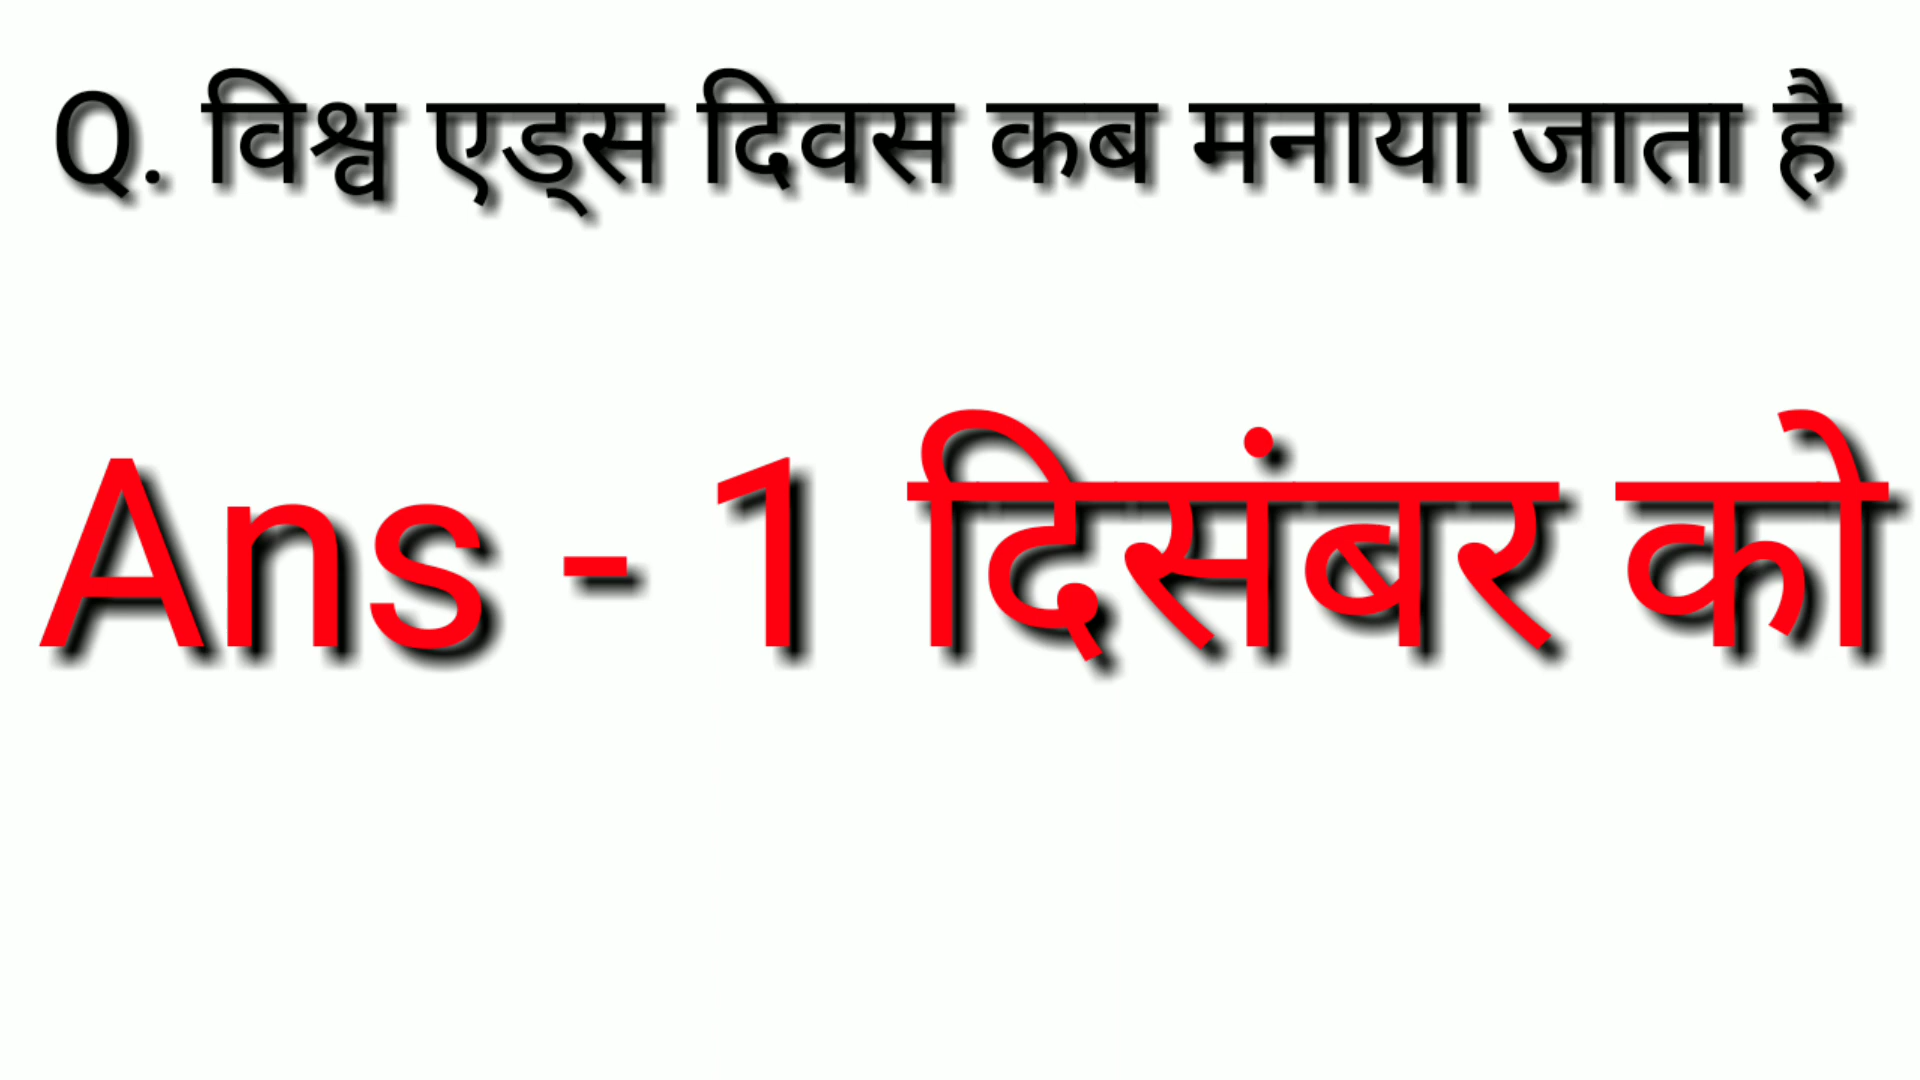 Q. विश्व एड्स दिवस कब मनाया जाता है
Ans - 1 दिसंबर को